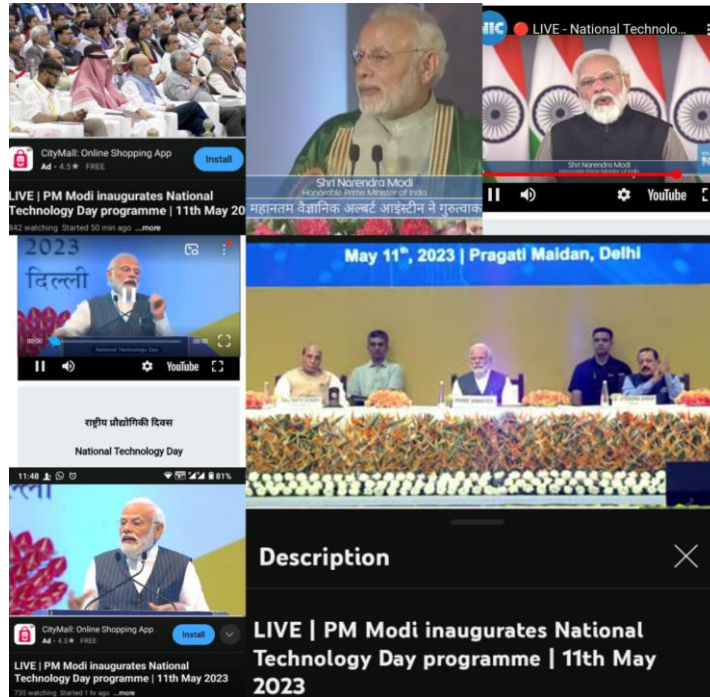 CityMall: Online Shopping App
Ad • 4.5★ FREE
Install
LIVE | PM Modi inaugurates National
Technology Day programme | 11th May 20
842 watching Started 50 min ago ...more
Shri Narendra Modi
Honorable Prime Minister of India
महानतम वैज्ञानिक अल्बर्ट आइंस्टीन ने गुरुत्वाक
NIC
LIVE - National Technolo...
Shri Narendra Modi
Honorable Prime Minister of India
YouTube
2023
दिल्ली
00:00
00:00
National Technology Day
YouTube
राष्ट्रीय प्रौद्योगिकी दिवस
National Technology Day
May 11th, 2023 | Pragati Maidan, Delhi
PRIME MINISTER
11:48
81%
CityMall: Online Shopping App
Ad • 4.5★ FREE
Install
LIVE | PM Modi inaugurates National
Technology Day programme | 11th May 2023
735 watching Started 1 hr ago ...more
Description
LIVE | PM Modi inaugurates National
Technology Day programme | 11th May
2023